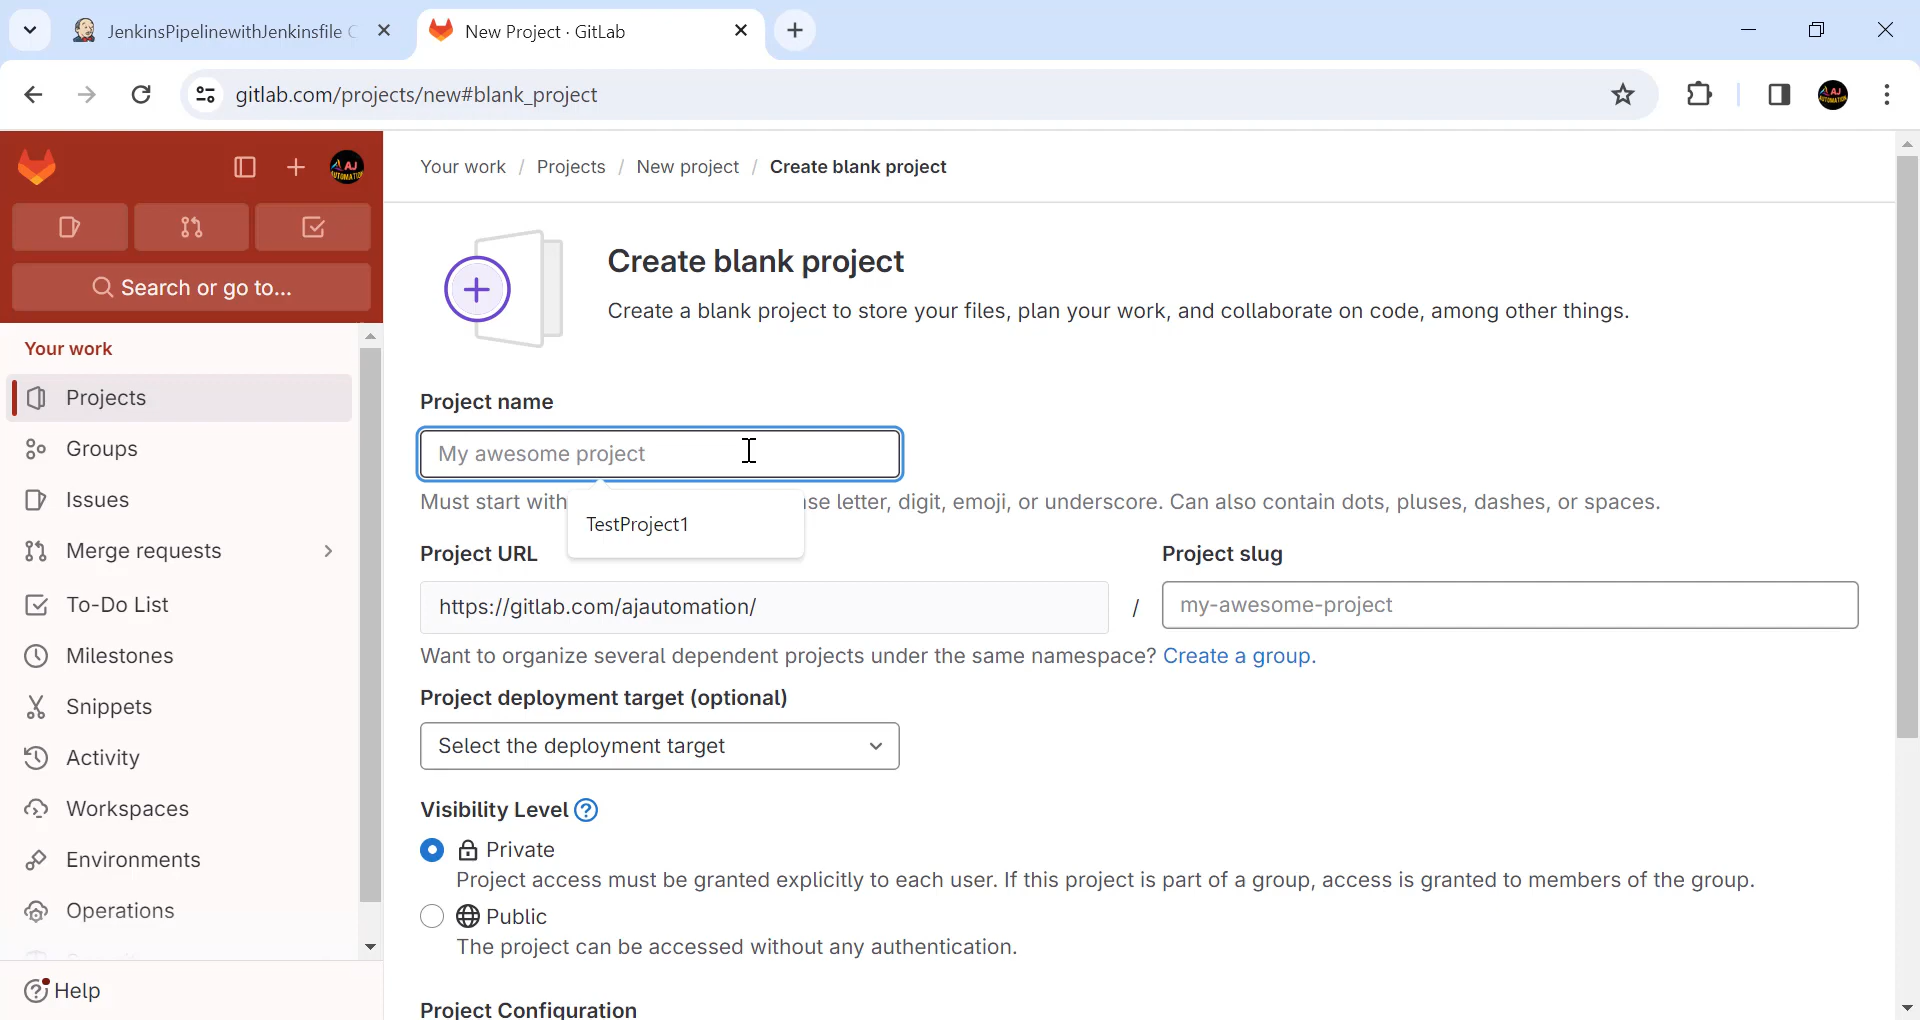 JenkinsPipelinewithJenkinsfile
New Project · GitLab
gitlab.com/projects/new#blank_project
AJ
AUTOMATION
Search or go to...
Your work
Projects
Groups
Issues
Merge requests
To-Do List
Milestones
Snippets
Activity
Workspaces
Environments
Operations
Help
Your work / Projects / New project / Create blank project
Create blank project
Create a blank project to store your files, plan your work, and collaborate on code, among other things.
Project name
My awesome project
Must start with se letter, digit, emoji, or underscore. Can also contain dots, pluses, dashes, or spaces.
TestProject1
Project URL
Project slug
https://gitlab.com/ajautomation/
/
my-awesome-project
Want to organize several dependent projects under the same namespace? Create a group.
Project deployment target (optional)
Select the deployment target
Visibility Level ?
Private
Project access must be granted explicitly to each user. If this project is part of a group, access is granted to members of the group.
Public
The project can be accessed without any authentication.
Project Configuration